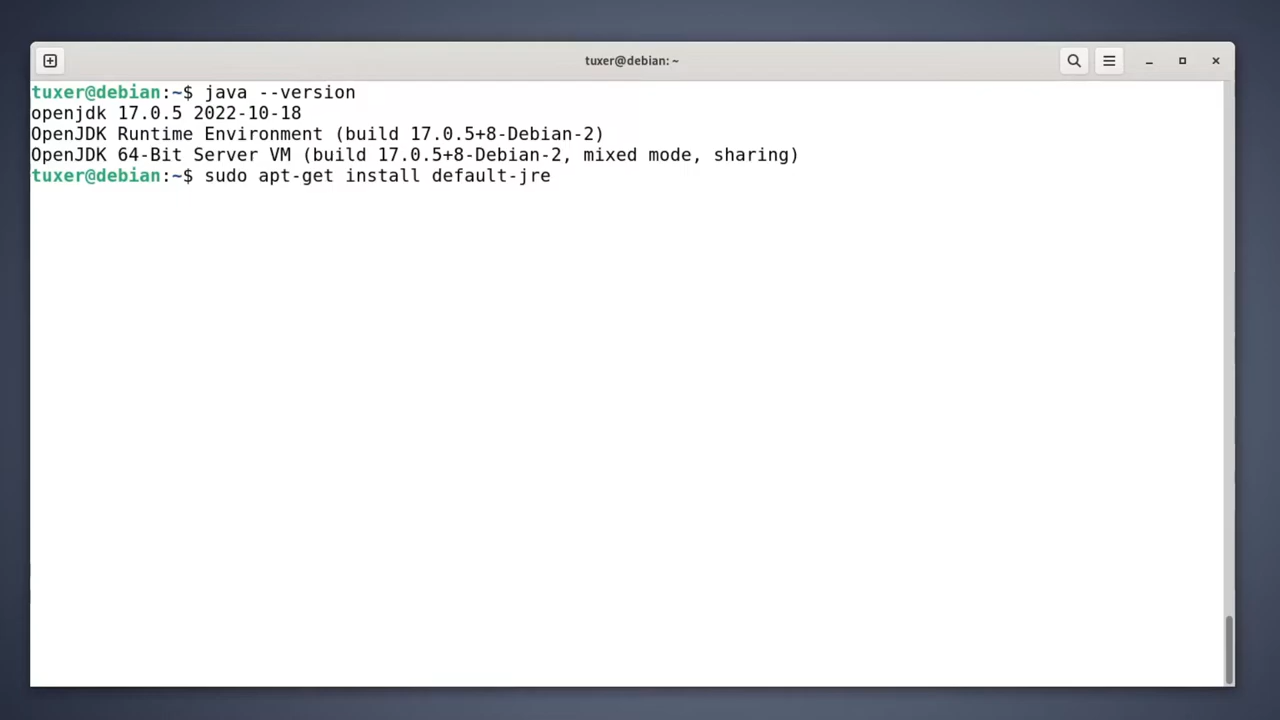 tuxer@debian: ~
tuxer@debian:~$ java --version
openjdk 17.0.5 2022-10-18
OpenJDK Runtime Environment (build 17.0.5+8-Debian-2)
OpenJDK 64-Bit Server VM (build 17.0.5+8-Debian-2, mixed mode, sharing)
tuxer@debian:~$ sudo apt-get install default-jre